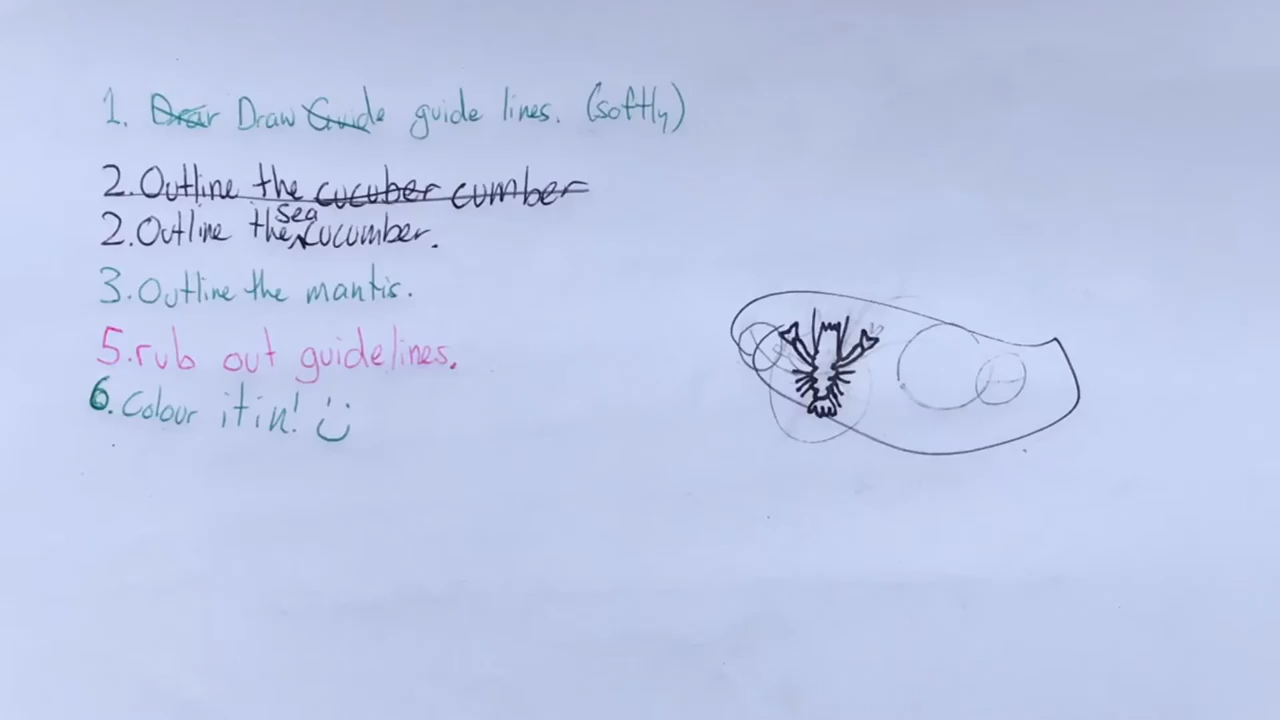 1. Drar Draw Guide guide lines. (softly)
2. Outline the cucuber cumber
2. Outline the sea cucumber.
3. Outline the mantis.
5. rub out guidelines.
6. Colour it in! :)